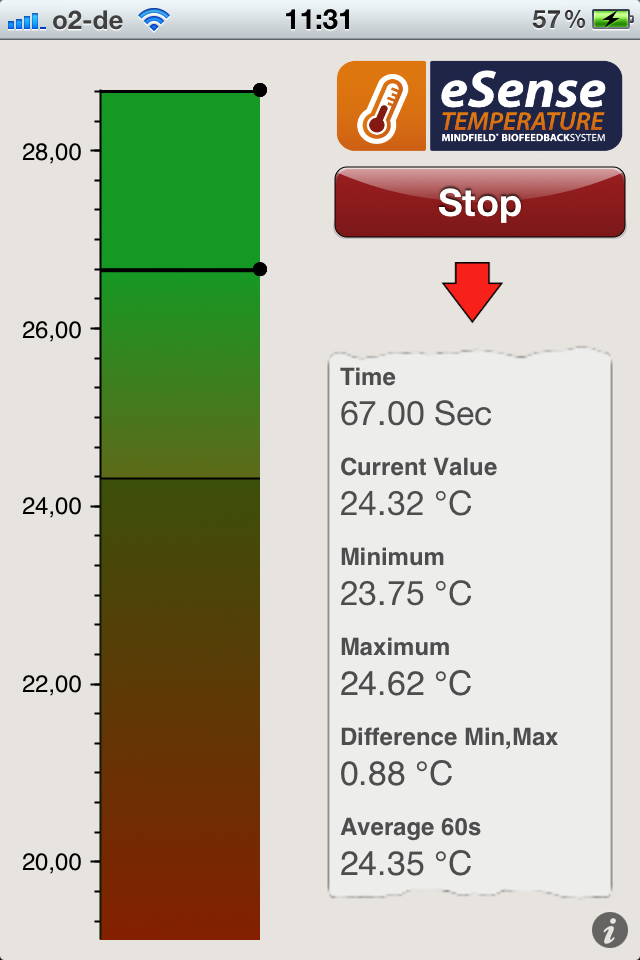 o2-de
11:31
57%
28,00
26,00
24,00
22,00
20,00
eSense
TEMPERATURE
MINDFIELD® BIOFEEDBACKSYSTEM
Stop
Time
67.00 Sec
Current Value
24.32 °C
Minimum
23.75 °C
Maximum
24.62 °C
Difference Min,Max
0.88 °C
Average 60s
24.35 °C
i